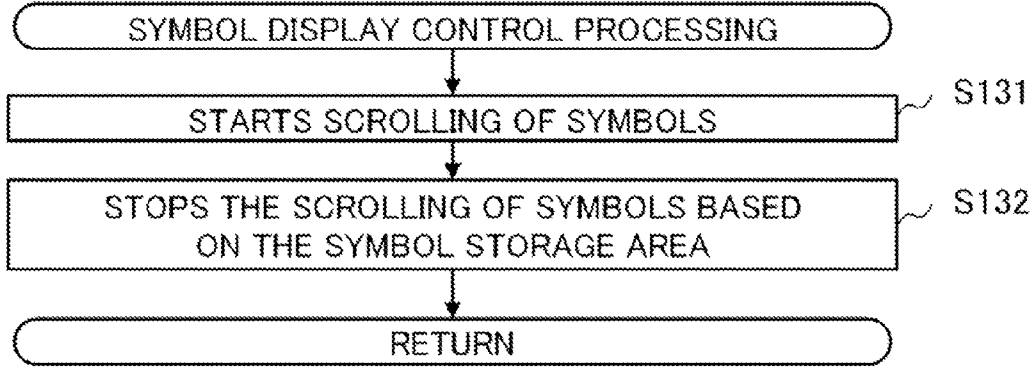 SYMBOL DISPLAY CONTROL PROCESSING
STARTS SCROLLING OF SYMBOLS
S131
STOPS THE SCROLLING OF SYMBOLS BASED
ON THE SYMBOL STORAGE AREA
S132
RETURN